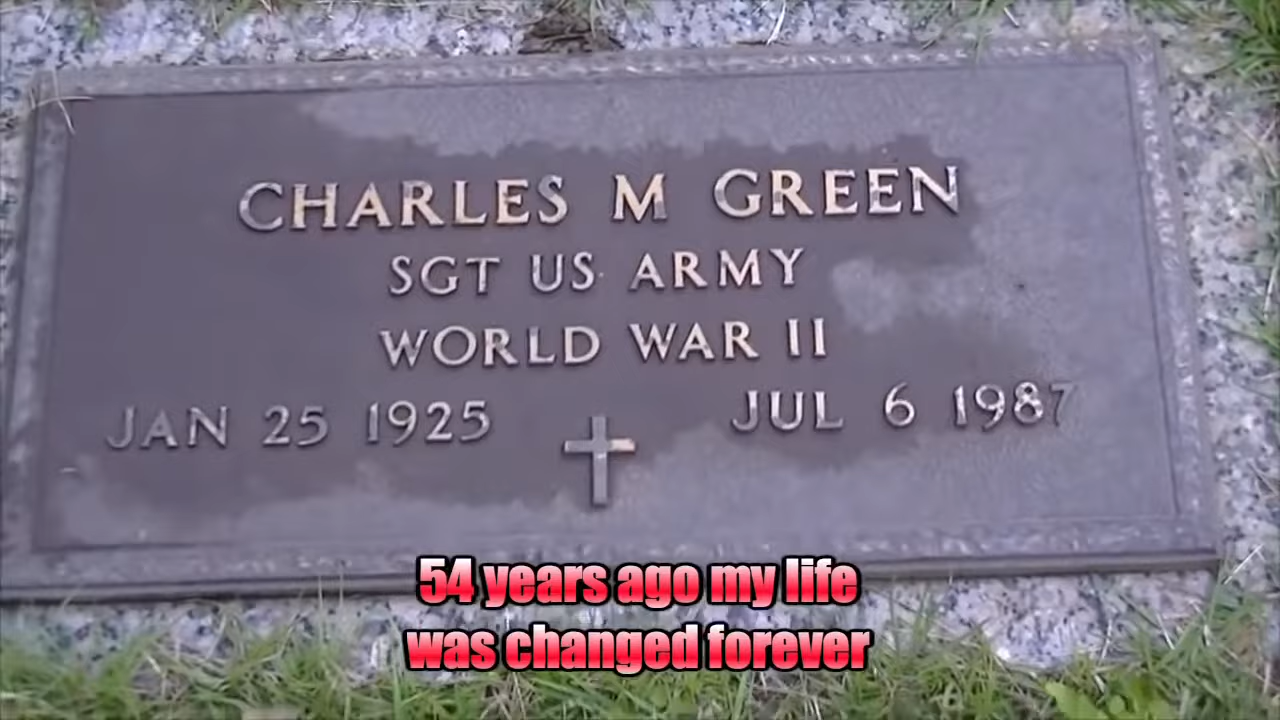 CHARLES M GREEN
SGT US ARMY
WORLD WAR II
JAN 25 1925 JUL 6 1987
54 years ago my life
was changed forever